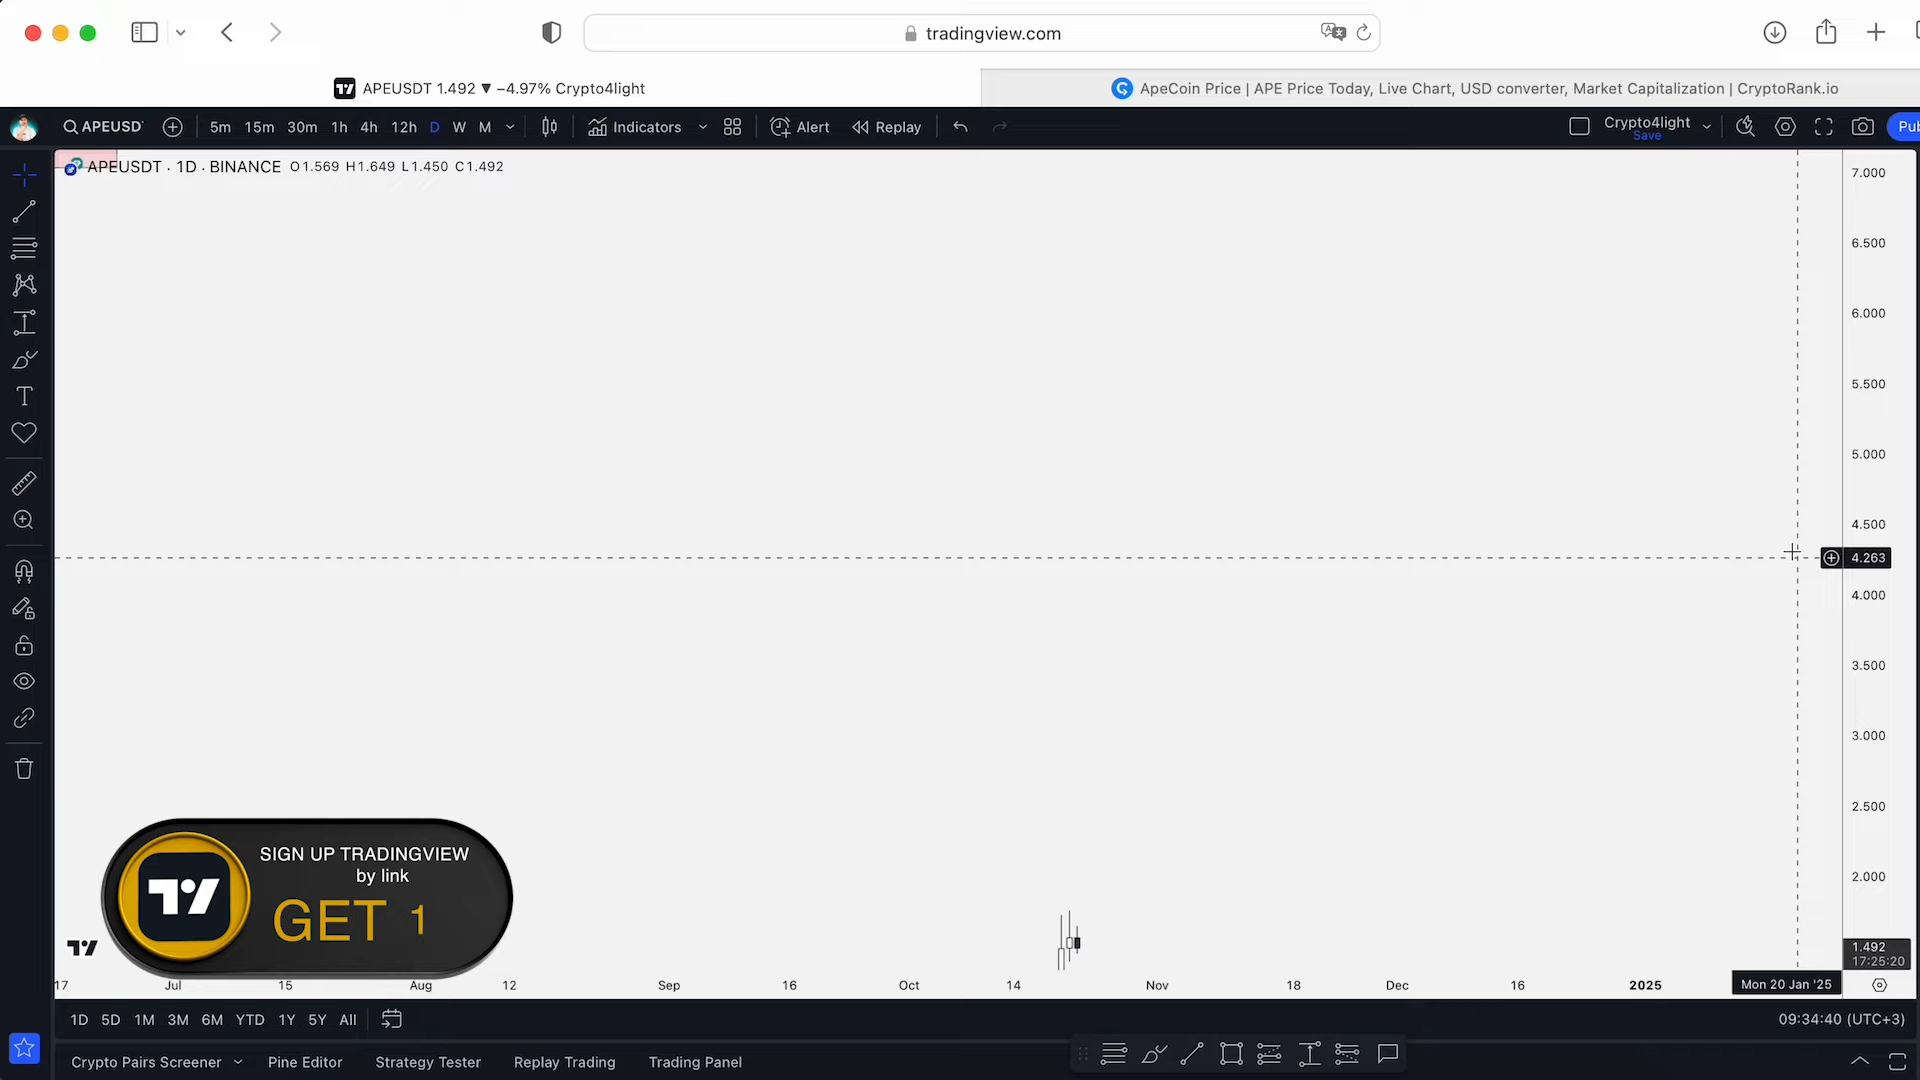 tradingview.com
APEUSDT 1.492 ▼ −4.97% Crypto4light
ApeCoin Price | APE Price Today, Live Chart, USD converter, Market Capitalization | CryptoRank.io
APEUSD
5m 15m 30m 1h 4h 12h D W M
Indicators
Alert
Replay
Crypto4light
Save
Pub
APEUSDT · 1D · BINANCE O1.569 H1.649 L1.450 C1.492
7.000
6.500
6.000
5.500
5.000
4.500
4.263
4.000
3.500
3.000
2.500
2.000
1.492
17:25:20
SIGN UP TRADINGVIEW
by link
GET 1
17 Jul 15 Aug 12 Sep 16 Oct 14 Nov 18 Dec 16 2025 Mon 20 Jan '25
1D 5D 1M 3M 6M YTD 1Y 5Y All
09:34:40 (UTC+3)
Crypto Pairs Screener Pine Editor Strategy Tester Replay Trading Trading Panel